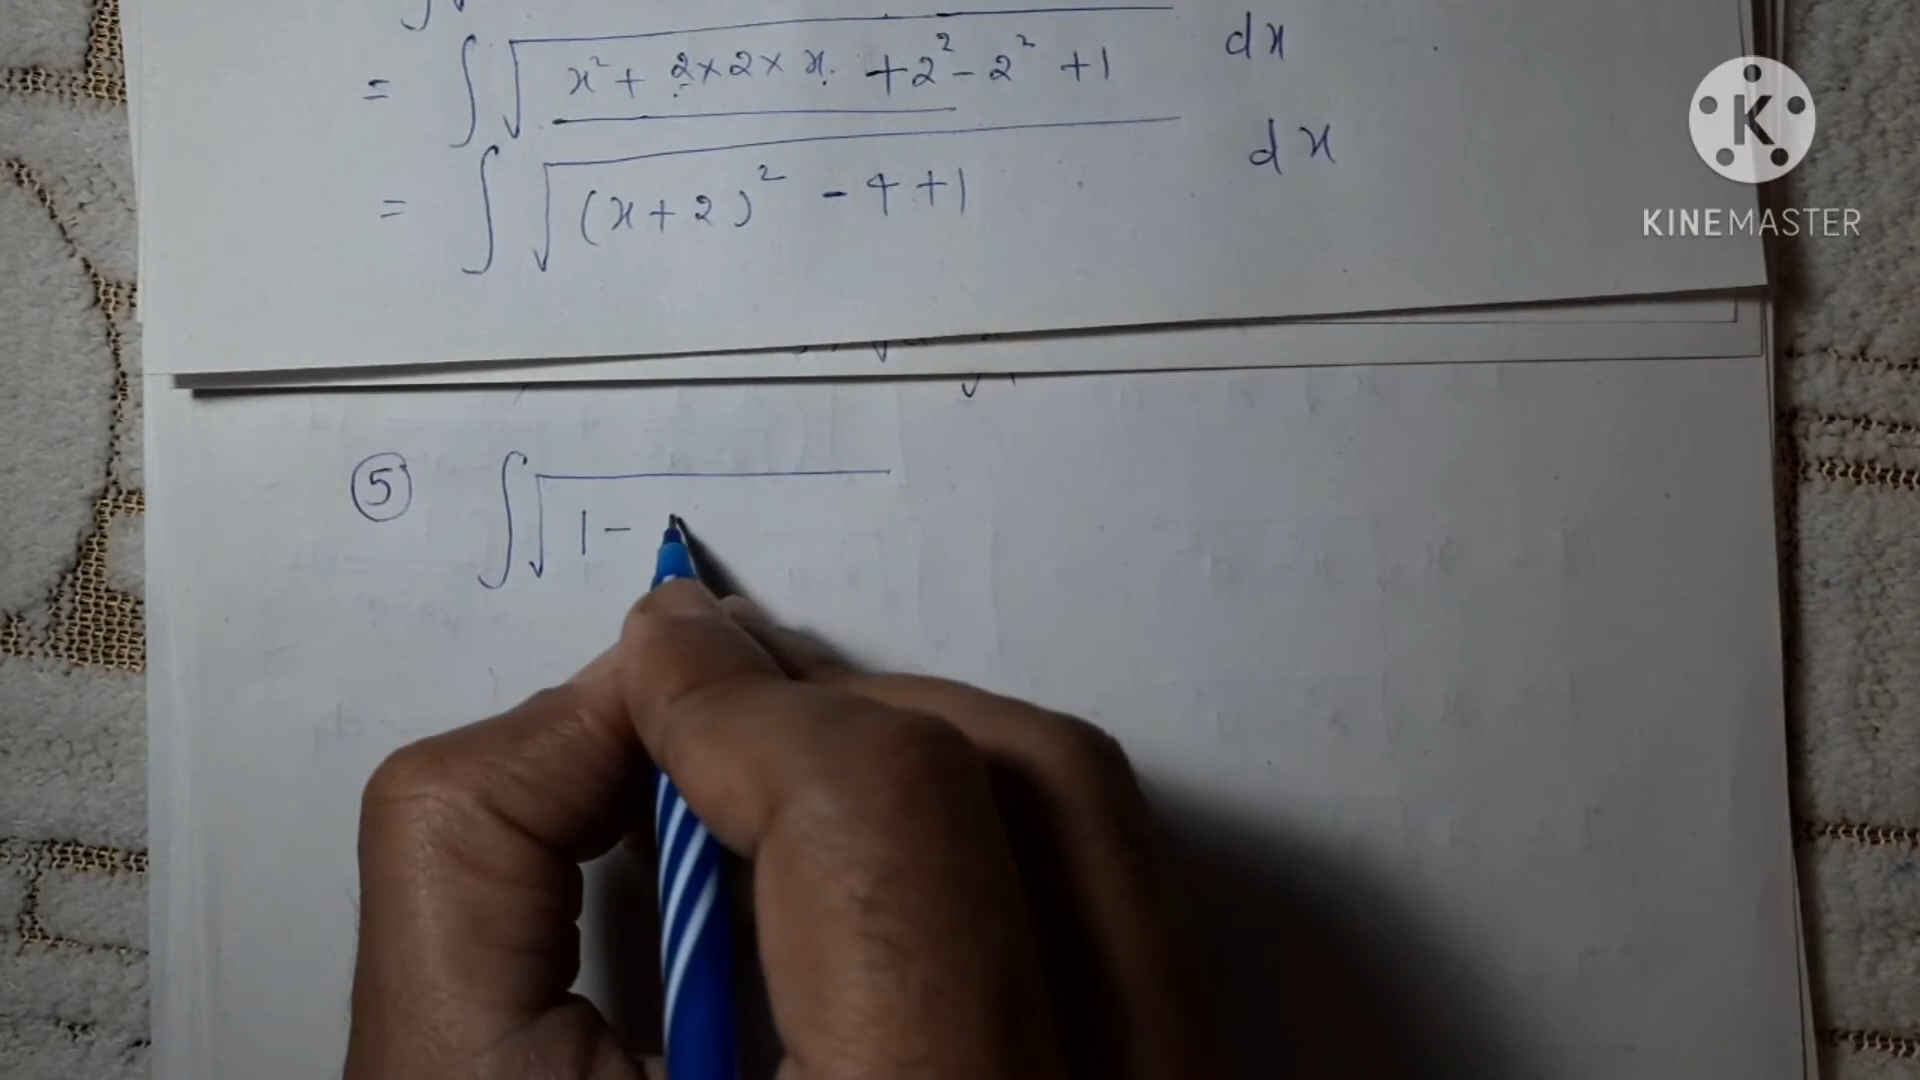 = ∫ √(x² + 2×2× x + 2² - 2² + 1) dx
= ∫ √((x+2)² - 4 + 1) dx
K
KINEMASTER
⑤ ∫ √(1 -